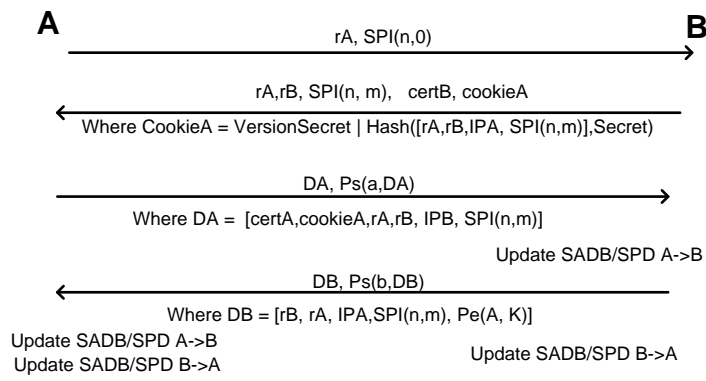 A B
rA, SPI(n,0)
rA,rB, SPI(n, m), certB, cookieA
Where CookieA = VersionSecret | Hash([rA,rB,IPA, SPI(n,m)],Secret)
DA, Ps(a,DA)
Where DA = [certA,cookieA,rA,rB, IPB, SPI(n,m)]
Update SADB/SPD A->B
DB, Ps(b,DB)
Where DB = [rB, rA, IPA,SPI(n,m), Pe(A, K)]
Update SADB/SPD A->B
Update SADB/SPD B->A
Update SADB/SPD B->A